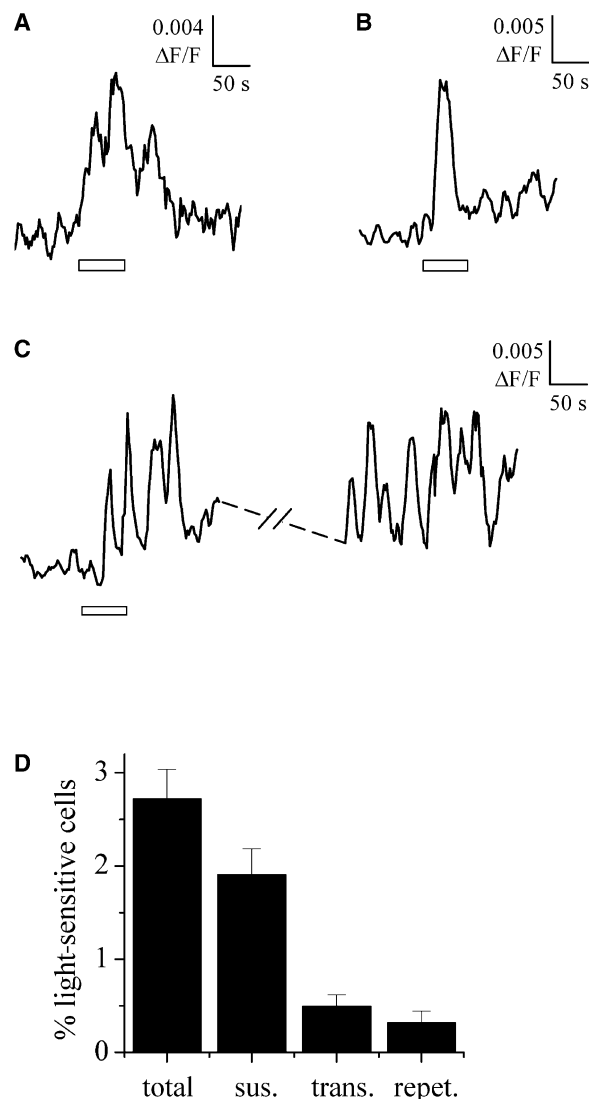 A
0.004
ΔF/F
50 s
B
0.005
ΔF/F
50 s
C
0.005
ΔF/F
50 s
D
% light-sensitive cells
3
2
1
0
total sus. trans. repet.